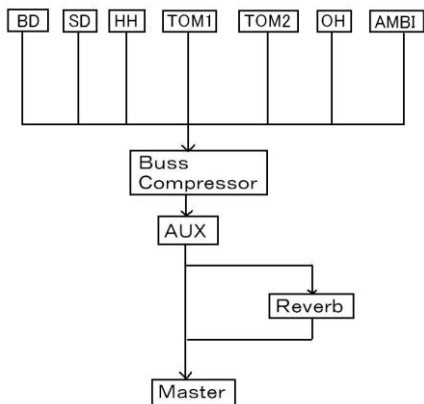 BD SD HH TOM1 TOM2 OH AMBI
Buss
Compressor
AUX
Reverb
Master